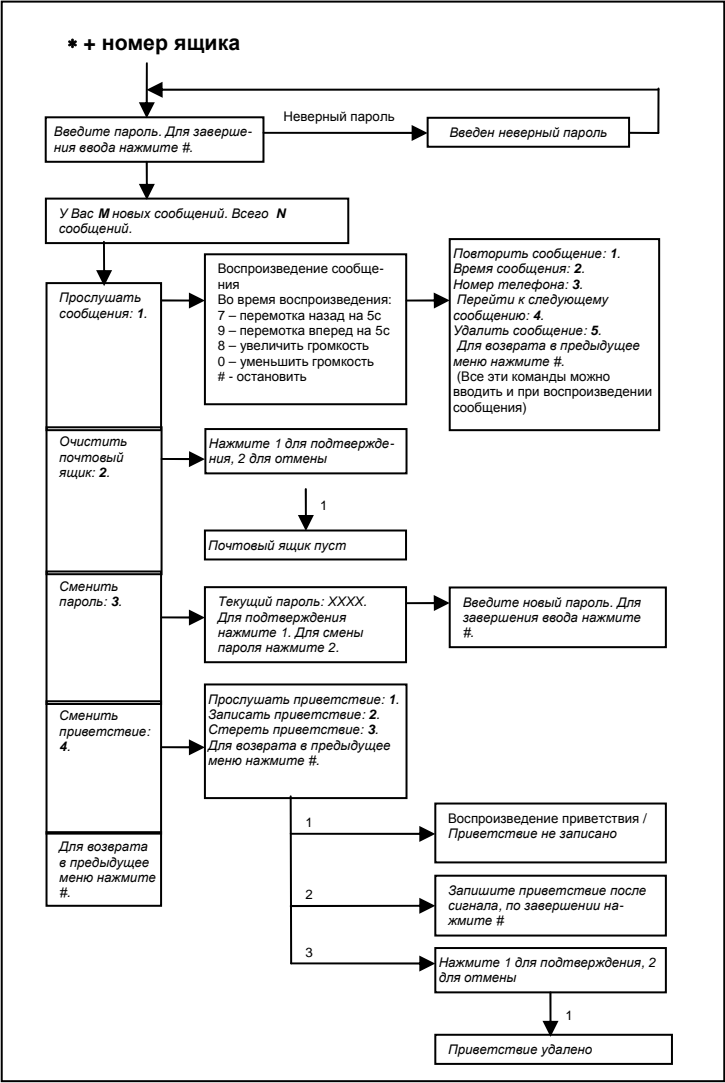 * + номер ящика
Введите пароль. Для заверше-
ния ввода нажмите #.
Неверный пароль
Введен неверный пароль
У Вас M новых сообщений. Всего N
сообщений.
Прослушать
сообщения: 1.
Воспроизведение сообще-
ния
Во время воспроизведения:
7 – перемотка назад на 5с
9 – перемотка вперед на 5с
8 – увеличить громкость
0 – уменьшить громкость
# - остановить
Повторить сообщение: 1.
Время сообщения: 2.
Номер телефона: 3.
Перейти к следующему
сообщению: 4.
Удалить сообщение: 5.
Для возврата в предыдущее
меню нажмите #.
(Все эти команды можно
вводить и при воспроизведении
сообщения)
Очистить
почтовый
ящик: 2.
Нажмите 1 для подтвержде-
ния, 2 для отмены
1
Почтовый ящик пуст
Сменить
пароль: 3.
Текущий пароль: XXXX.
Для подтверждения
нажмите 1. Для смены
пароля нажмите 2.
Введите новый пароль. Для
завершения ввода нажмите
#.
Сменить
приветствие:
4.
Прослушать приветствие: 1.
Записать приветствие: 2.
Стереть приветствие: 3.
Для возврата в предыдущее
меню нажмите #.
Для возврата
в предыдущее
меню нажмите
#.
1
Воспроизведение приветствия /
Приветствие не записано
2
Запишите приветствие после
сигнала, по завершении на-
жмите #
3
Нажмите 1 для подтверждения, 2
для отмены
1
Приветствие удалено